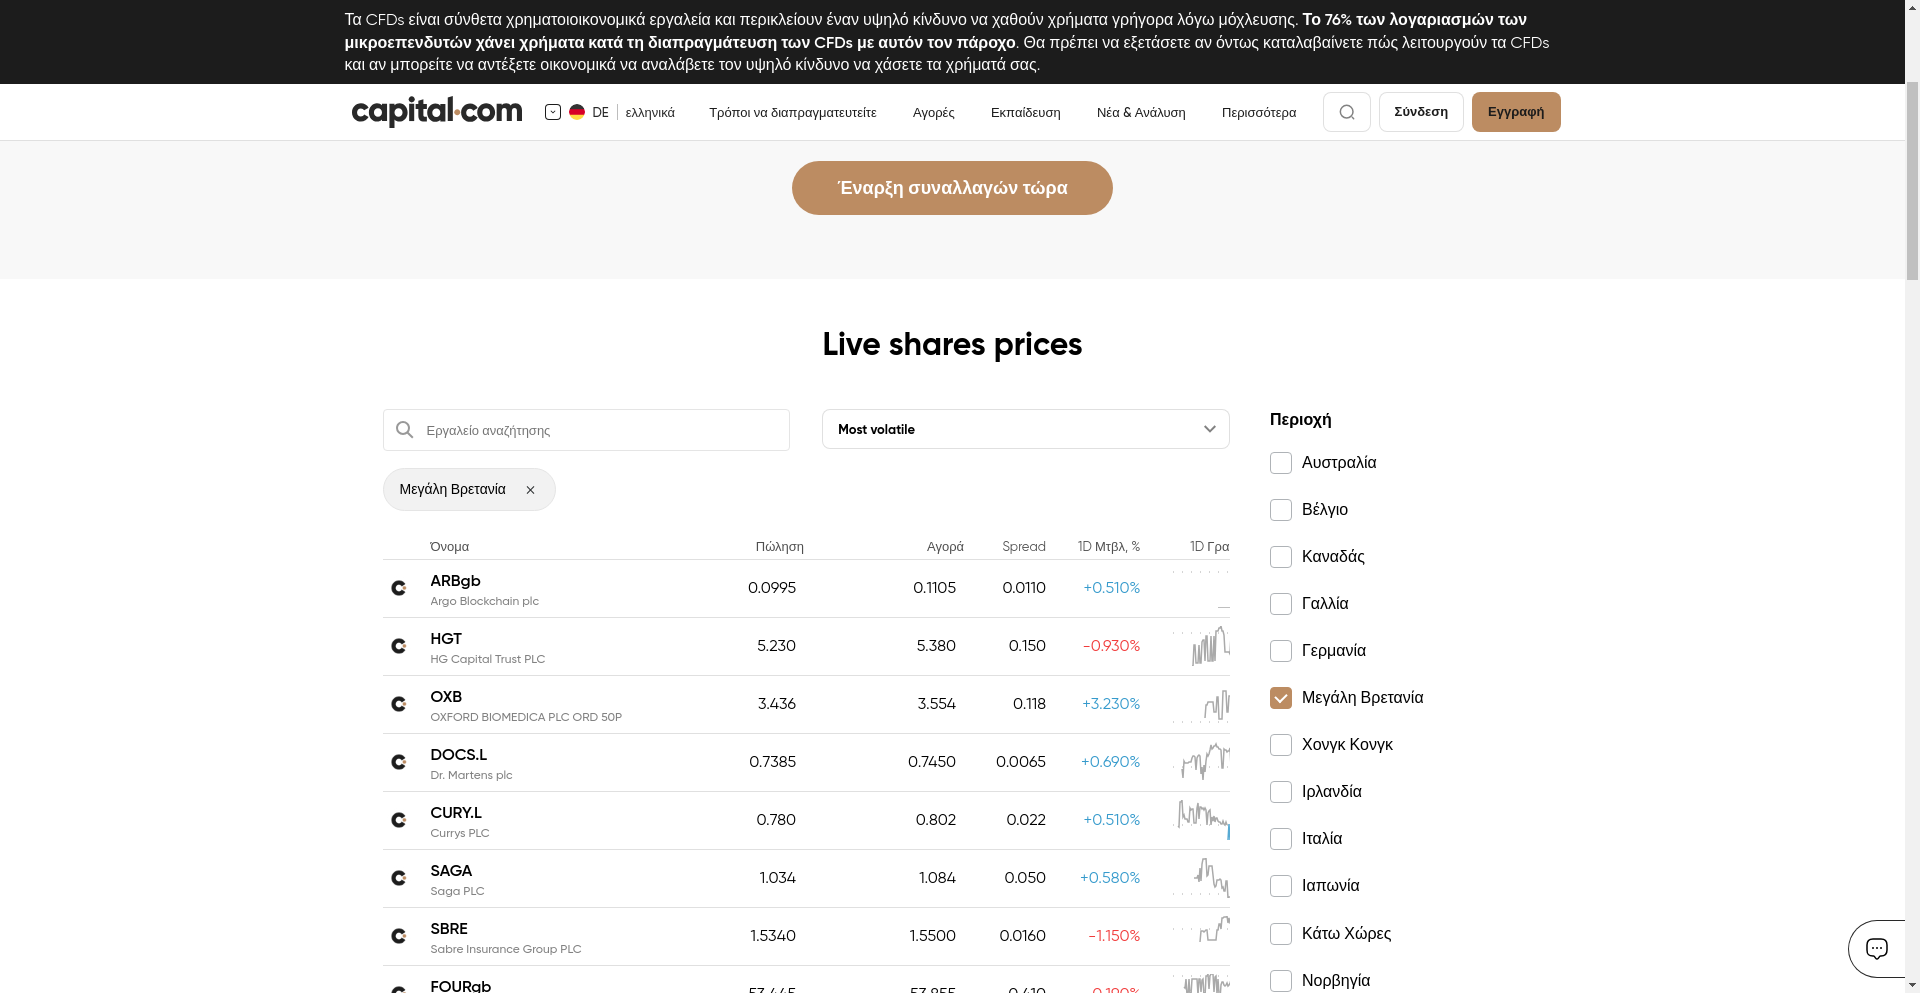 Τα CFDs είναι σύνθετα χρηματοιοικονομικά εργαλεία και περικλείουν έναν υψηλό κίνδυνο να χαθούν χρήματα γρήγορα λόγω μόχλευσης. Το 76% των λογαριασμών των
μικροεπενδυτών χάνει χρήματα κατά τη διαπραγμάτευση των CFDs με αυτόν τον πάροχο. Θα πρέπει να εξετάσετε αν όντως καταλαβαίνετε πώς λειτουργούν τα CFDs
και αν μπορείτε να αντέξετε οικονομικά να αναλάβετε τον υψηλό κίνδυνο να χάσετε τα χρήματά σας.
capital.com DE ελληνικά Τρόποι να διαπραγματευτείτε Αγορές Εκπαίδευση Νέα & Ανάλυση Περισσότερα Σύνδεση Εγγραφή
Έναρξη συναλλαγών τώρα
Live shares prices
Εργαλείο αναζήτησης
Most volatile
Μεγάλη Βρετανία
Όνομα Πώληση Αγορά Spread 1D Μτβλ, % 1D Γρα
ARBgb 0.0995 0.1105 0.0110 +0.510%
Argo Blockchain plc
HGT 5.230 5.380 0.150 -0.930%
HG Capital Trust PLC
OXB 3.436 3.554 0.118 +3.230%
OXFORD BIOMEDICA PLC ORD 50P
DOCS.L 0.7385 0.7450 0.0065 +0.690%
Dr. Martens plc
CURY.L 0.780 0.802 0.022 +0.510%
Currys PLC
SAGA 1.034 1.084 0.050 +0.580%
Saga PLC
SBRE 1.5340 1.5500 0.0160 -1.150%
Sabre Insurance Group PLC
FOURgb 53.445 53.855 0.410 -0.190%
Περιοχή
Αυστραλία
Βέλγιο
Καναδάς
Γαλλία
Γερμανία
Μεγάλη Βρετανία
Χονγκ Κονγκ
Ιρλανδία
Ιταλία
Ιαπωνία
Κάτω Χώρες
Νορβηγία